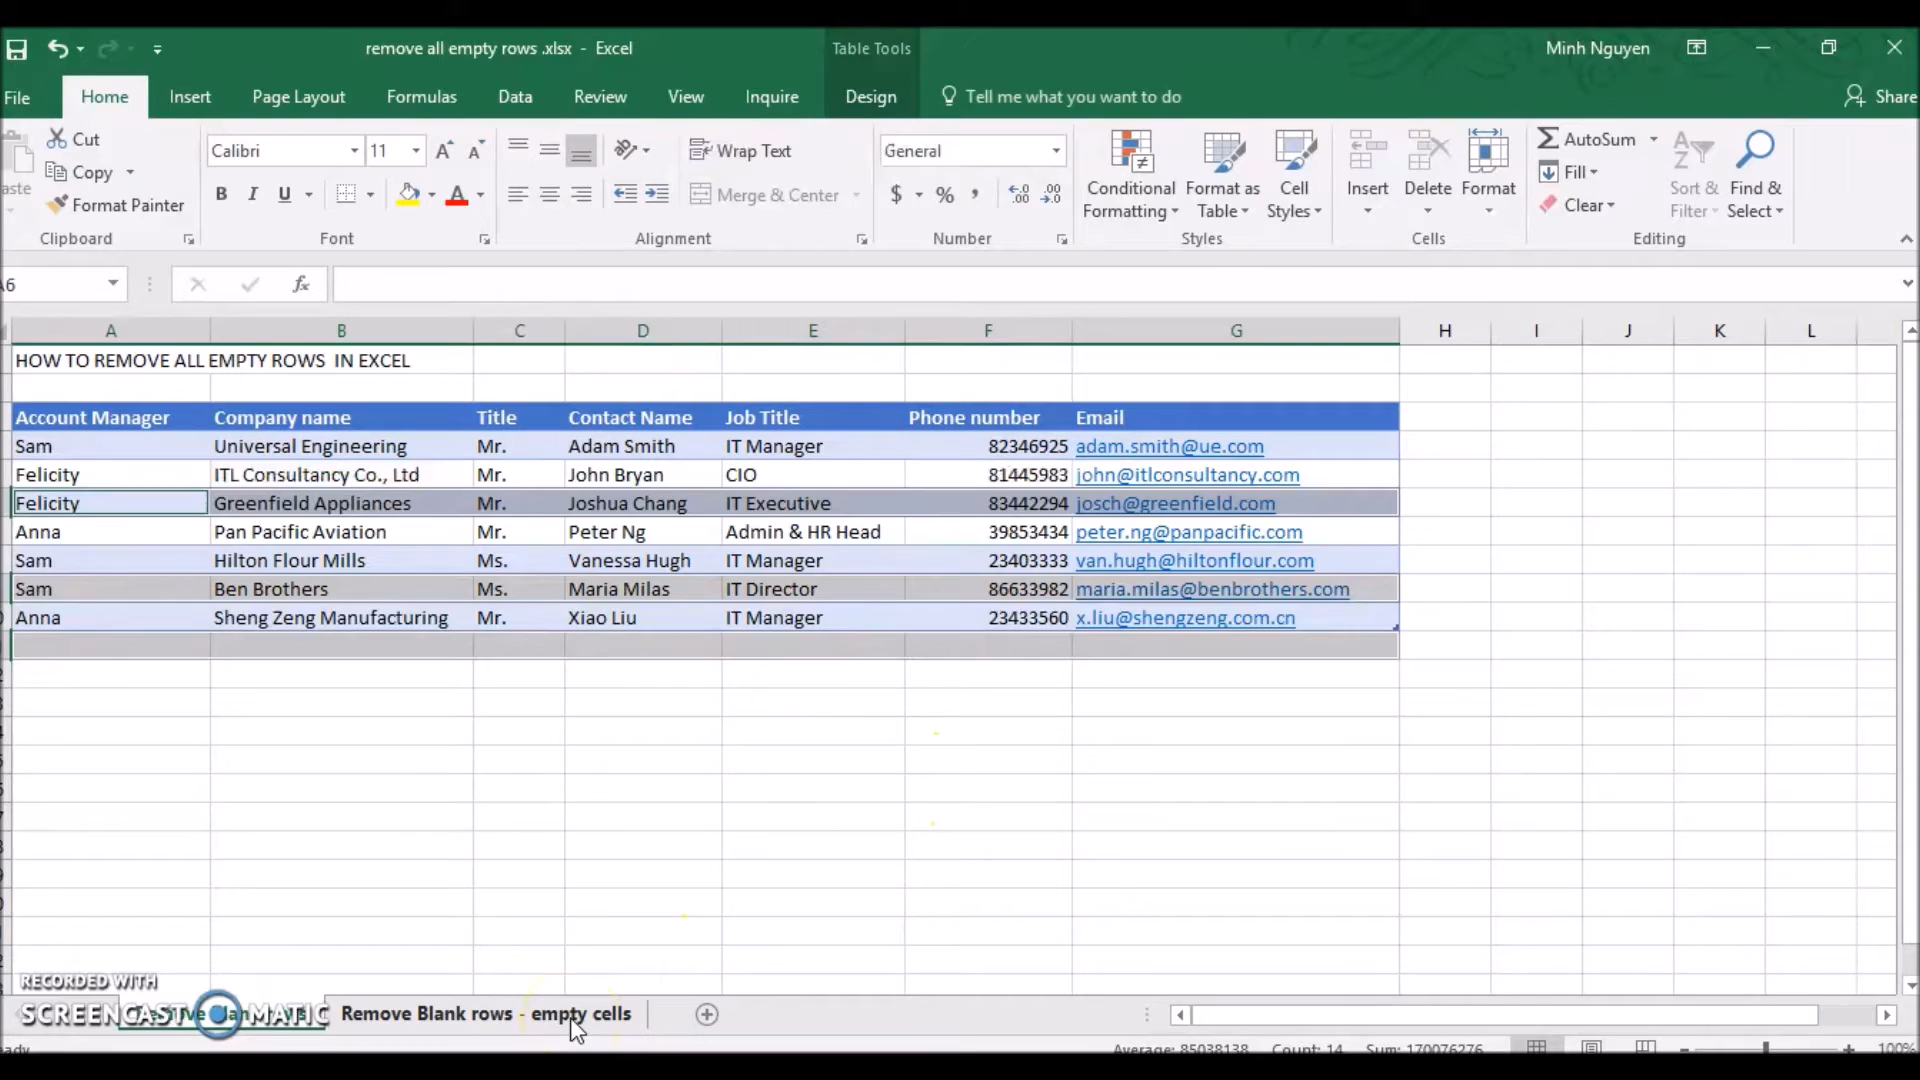 remove all empty rows .xlsx - Excel
Table Tools
Minh Nguyen
File Home Insert Page Layout Formulas Data Review View Inquire Design Tell me what you want to do Share
Cut
Copy
Format Painter
Clipboard
Calibri 11
B I U A
Font
Wrap Text
Merge & Center
Alignment
General
$ % ,
Number
Conditional Formatting
Format as Table
Cell Styles
Styles
Insert Delete Format
Cells
AutoSum
Fill
Clear
Sort & Filter
Find & Select
Editing
A6 fx
A B C D E F G H I J K L
HOW TO REMOVE ALL EMPTY ROWS IN EXCEL
Account Manager Company name Title Contact Name Job Title Phone number Email
Sam Universal Engineering Mr. Adam Smith IT Manager 82346925 adam.smith@ue.com
Felicity ITL Consultancy Co., Ltd Mr. John Bryan CIO 81445983 john@itlconsultancy.com
Felicity Greenfield Appliances Mr. Joshua Chang IT Executive 83442294 josch@greenfield.com
Anna Pan Pacific Aviation Mr. Peter Ng Admin & HR Head 39853434 peter.ng@panpacific.com
Sam Hilton Flour Mills Ms. Vanessa Hugh IT Manager 23403333 van.hugh@hiltonflour.com
Sam Ben Brothers Ms. Maria Milas IT Director 86633982 maria.milas@benbrothers.com
Anna Sheng Zeng Manufacturing Mr. Xiao Liu IT Manager 23433560 x.liu@shengzeng.com.cn
RECORDED WITH
SCREENCAST-O-MATIC
Remove Blank rows - empty cells
Average: 85038138 Count: 14 Sum: 170076276 100%